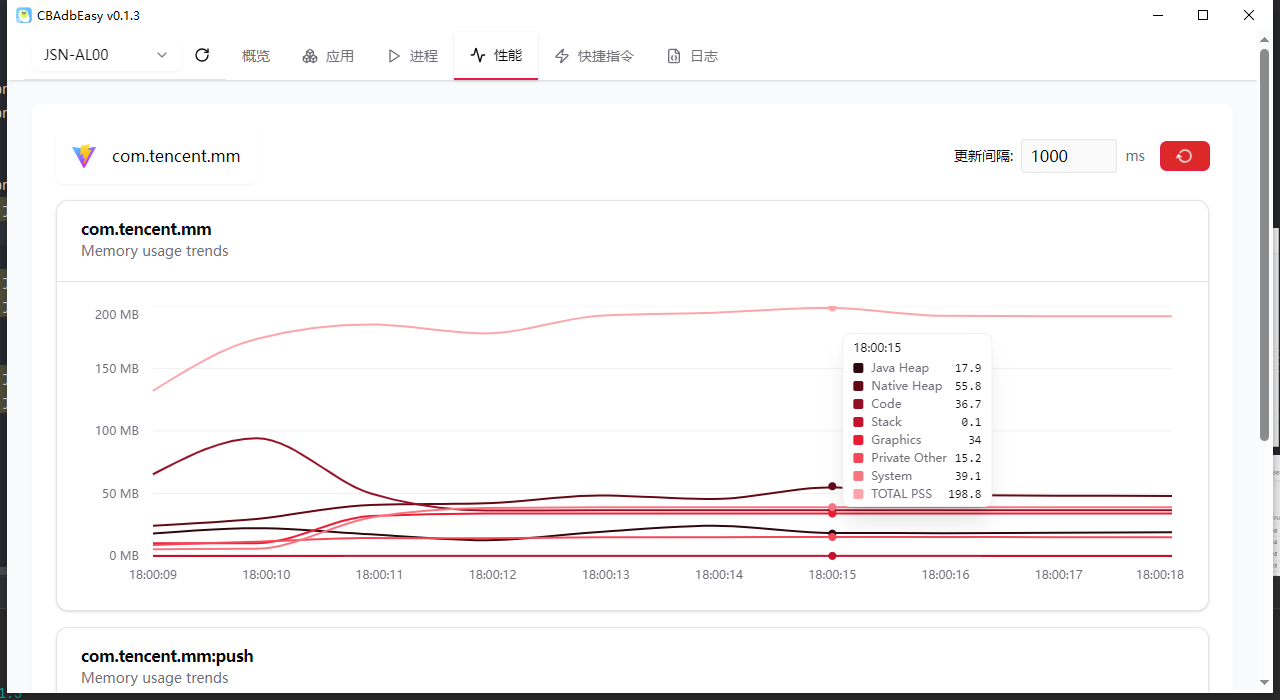 CBAdbEasy v0.1.3
JSN-AL00 概览 应用 进程 性能 快捷指令 日志
com.tencent.mm 更新间隔: 1000 ms
com.tencent.mm
Memory usage trends
200 MB
150 MB
100 MB
50 MB
0 MB
18:00:15
Java Heap 17.9
Native Heap 55.8
Code 36.7
Stack 0.1
Graphics 34
Private Other 15.2
System 39.1
TOTAL PSS 198.8
18:00:09 18:00:10 18:00:11 18:00:12 18:00:13 18:00:14 18:00:15 18:00:16 18:00:17 18:00:18
com.tencent.mm:push
Memory usage trends